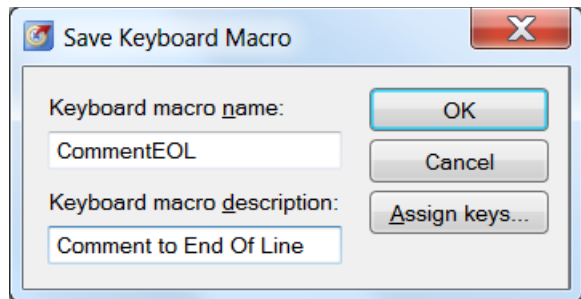 Save Keyboard Macro
Keyboard macro name:
OK
CommentEOL
Cancel
Keyboard macro description:
Assign keys...
Comment to End Of Line